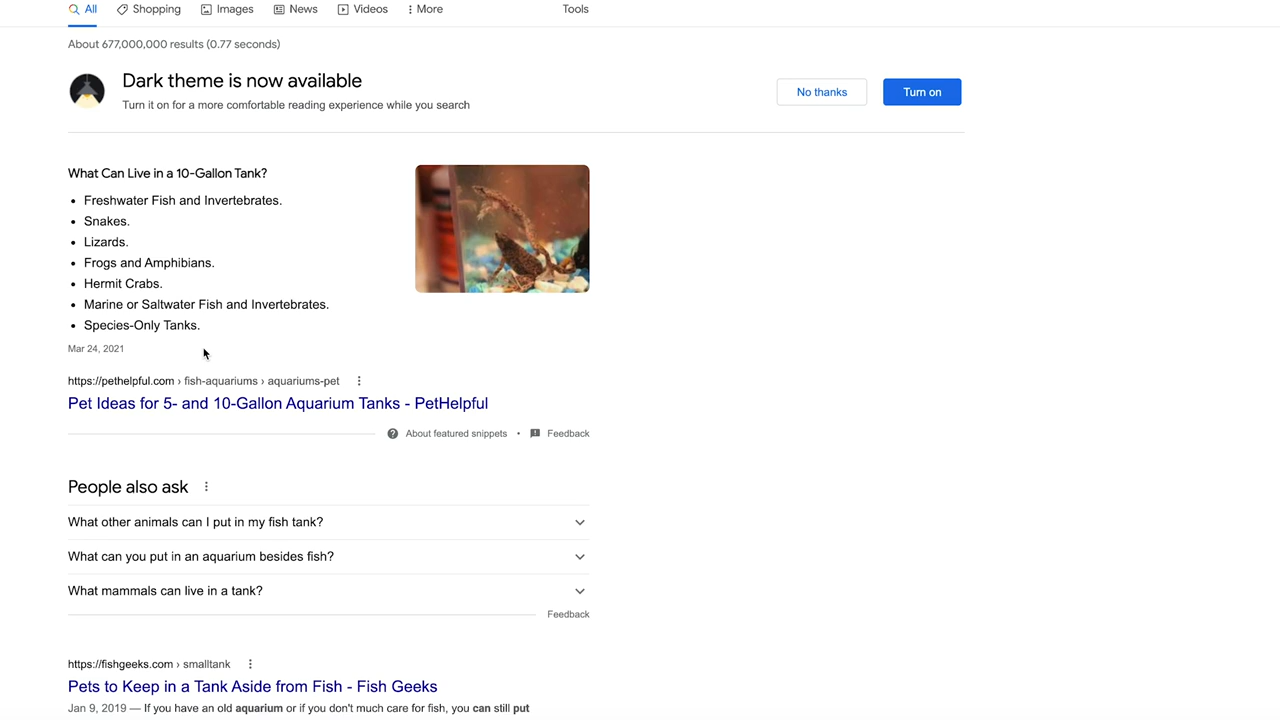 All Shopping Images News Videos More Tools
About 677,000,000 results (0.77 seconds)
Dark theme is now available
Turn it on for a more comfortable reading experience while you search
No thanks Turn on
What Can Live in a 10-Gallon Tank?
• Freshwater Fish and Invertebrates.
• Snakes.
• Lizards.
• Frogs and Amphibians.
• Hermit Crabs.
• Marine or Saltwater Fish and Invertebrates.
• Species-Only Tanks.
Mar 24, 2021
https://pethelpful.com › fish-aquariums › aquariums-pet
Pet Ideas for 5- and 10-Gallon Aquarium Tanks - PetHelpful
About featured snippets • Feedback
People also ask
What other animals can I put in my fish tank?
What can you put in an aquarium besides fish?
What mammals can live in a tank?
Feedback
https://fishgeeks.com › smalltank
Pets to Keep in a Tank Aside from Fish - Fish Geeks
Jan 9, 2019 — If you have an old aquarium or if you don't much care for fish, you can still put